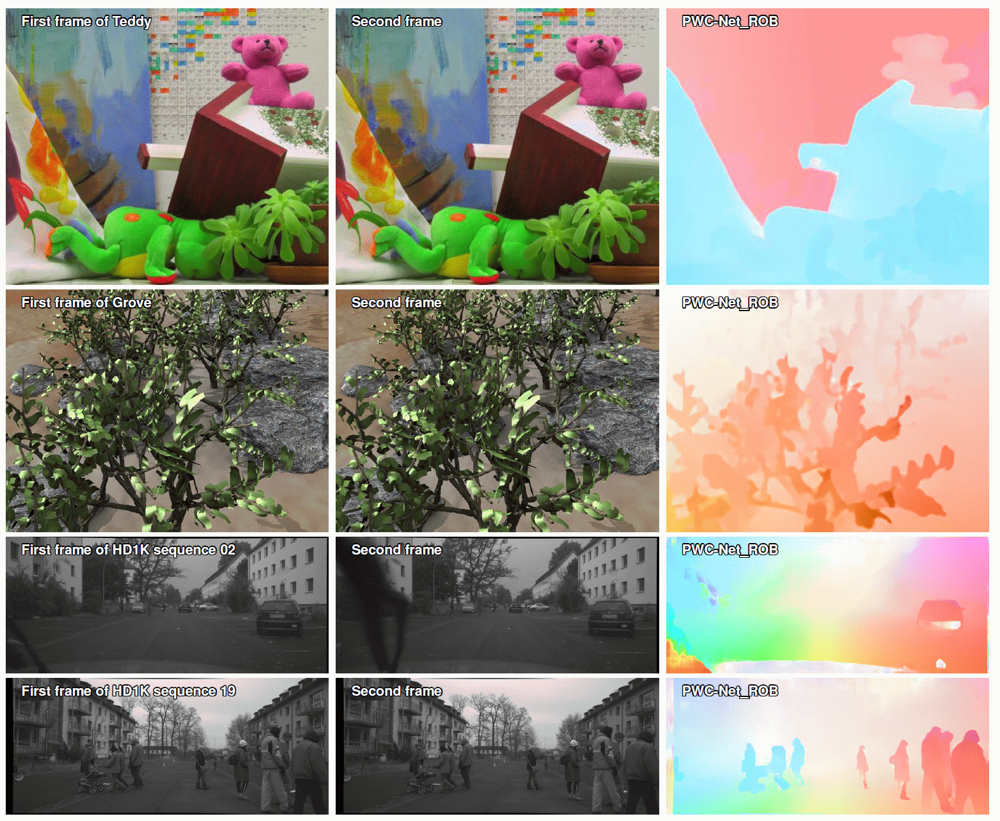 First frame of Teddy
Second frame
PWC-Net_ROB
First frame of Grove
Second frame
PWC-Net_ROB
First frame of HD1K sequence 02
Second frame
PWC-Net_ROB
First frame of HD1K sequence 19
Second frame
PWC-Net_ROB